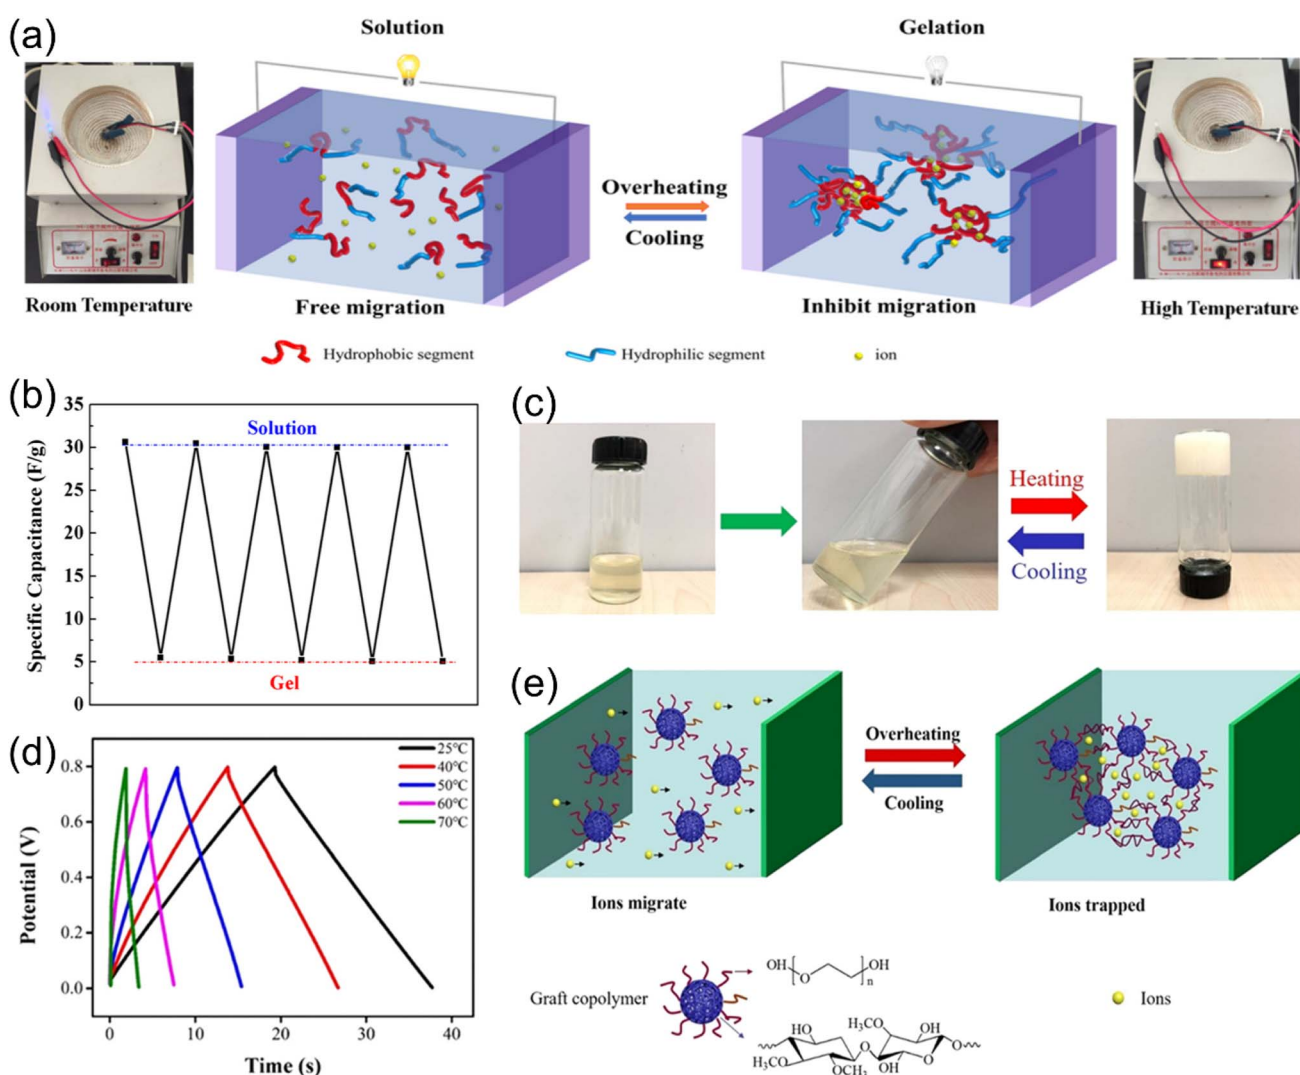 (a)
Solution
Gelation
Overheating
Cooling
Room Temperature
Free migration
Inhibit migration
High Temperature
Hydrophobic segment
Hydrophilic segment
ion
(b)
Specific Capacitance (F/g)
35
30
25
20
15
10
5
0
Solution
Gel
(c)
Heating
Cooling
(d)
Potential (V)
0.8
0.6
0.4
0.2
0.0
25℃
40℃
50℃
60℃
70℃
0
10
20
30
40
Time (s)
(e)
Overheating
Cooling
Ions migrate
Ions trapped
Graft copolymer
OH
O
n
OH
Ions
HO
H₃CO
O
OCH₃
O
H₃CO
OH
OH
O
O